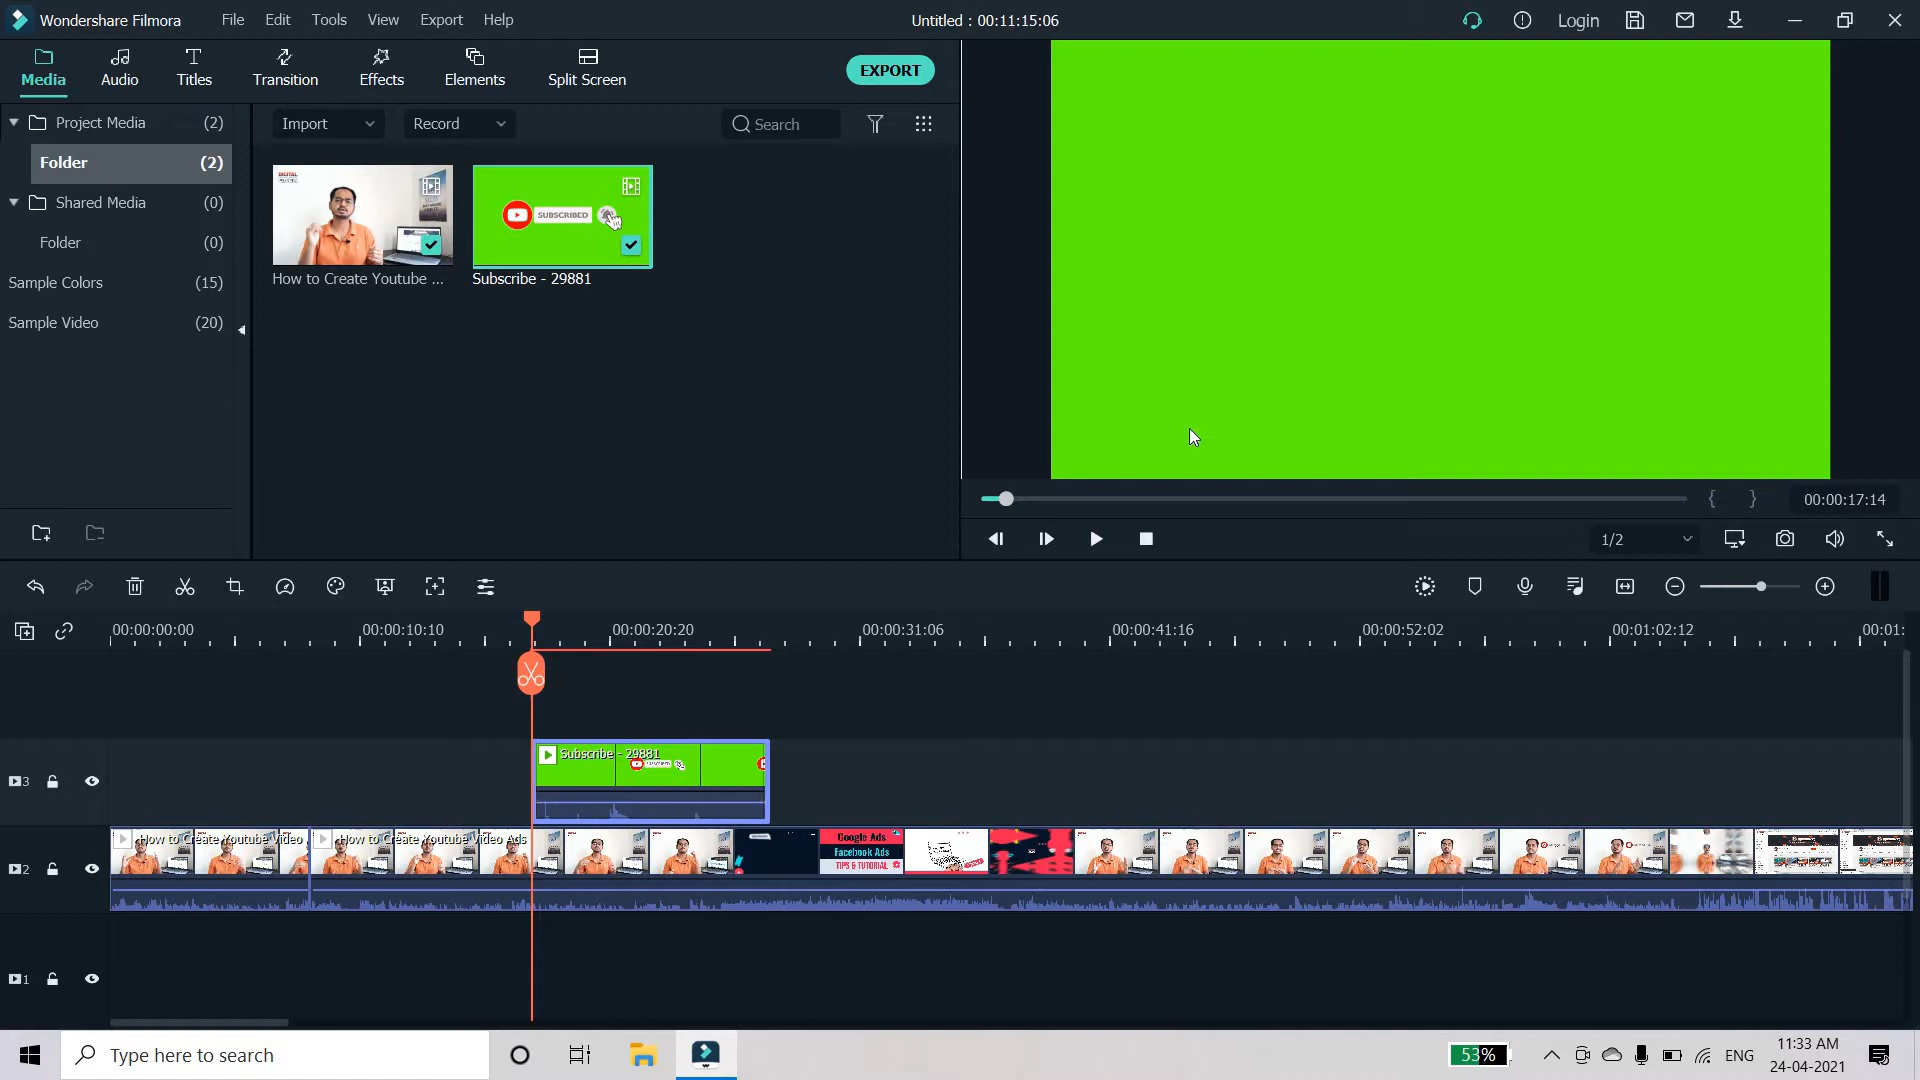 Wondershare Filmora
File
Edit
Tools
View
Export
Help
Untitled : 00:11:15:06
Login
Media
Audio
Titles
Transition
Effects
Elements
Split Screen
EXPORT
Project Media (2)
Folder (2)
Shared Media (0)
Folder (0)
Sample Colors (15)
Sample Video (20)
Import
Record
Search
SUBSCRIBED
How to Create Youtube ...
Subscribe - 29881
00:00:17:14
1/2
00:00:00:00
00:00:10:10
00:00:20:20
00:00:31:06
00:00:41:16
00:00:52:02
00:01:02:12
00:01:
Subscribe - 29881
3
How to Create Youtube Video
How to Create Youtube Video Ads
Google Ads
Facebook Ads
TIPS & TUTORIAL
2
1
Type here to search
53%
ENG
11:33 AM
24-04-2021